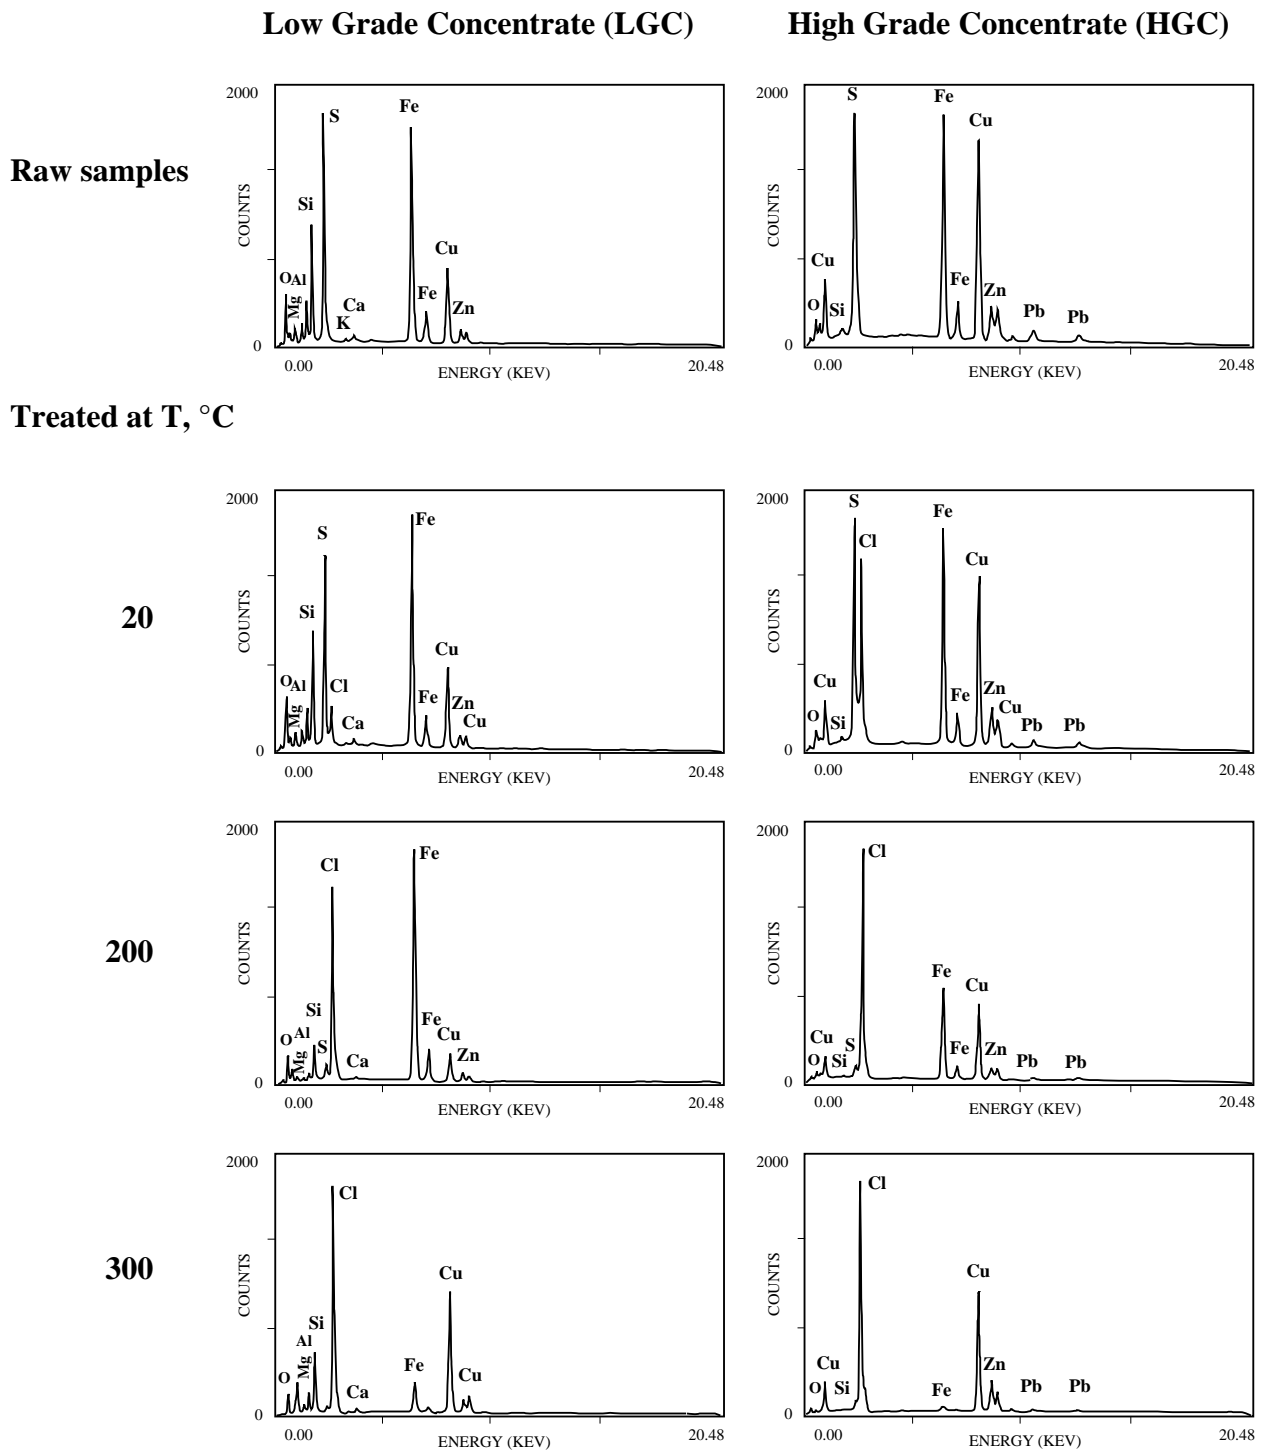 Low Grade Concentrate (LGC)
High Grade Concentrate (HGC)
Raw samples
2000
COUNTS
0
O
Mg
Al
Si
S
K
Ca
Fe
Fe
Cu
Zn
0.00
ENERGY (KEV)
20.48
2000
COUNTS
0
O
Cu
Si
S
Fe
Fe
Cu
Zn
Pb
Pb
0.00
ENERGY (KEV)
20.48
Treated at T, °C
20
2000
COUNTS
0
O
Al
Mg
Si
S
Cl
Ca
Fe
Fe
Cu
Zn
Cu
0.00
ENERGY (KEV)
20.48
2000
COUNTS
0
O
Cu
Si
S
Cl
Fe
Fe
Cu
Zn
Cu
Pb
Pb
0.00
ENERGY (KEV)
20.48
200
2000
COUNTS
0
O
Al
Mg
Si
S
Cl
Ca
Fe
Fe
Cu
Zn
0.00
ENERGY (KEV)
20.48
2000
COUNTS
0
O
Cu
Si
S
Cl
Fe
Fe
Cu
Zn
Pb
Pb
0.00
ENERGY (KEV)
20.48
300
2000
COUNTS
0
O
Al
Mg
Si
Cl
Ca
Fe
Cu
Cu
0.00
ENERGY (KEV)
20.48
2000
COUNTS
0
O
Cu
Si
Cl
Fe
Cu
Zn
Pb
Pb
0.00
ENERGY (KEV)
20.48